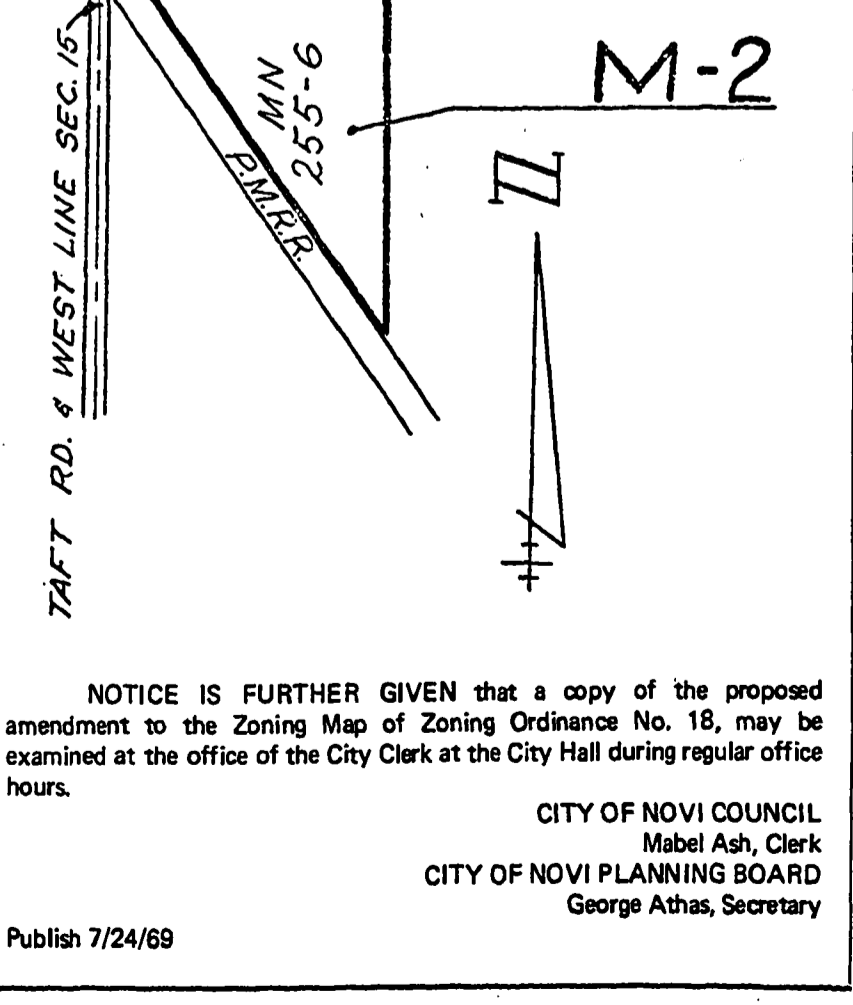 TAFT RD. & WEST LINE SEC. 15
MN
255-6
P.M.R.R.
M-2
N
NOTICE IS FURTHER GIVEN that a copy of the proposed
amendment to the Zoning Map of Zoning Ordinance No. 18, may be
examined at the office of the City Clerk at the City Hall during regular office
hours.
CITY OF NOVI COUNCIL
Mabel Ash, Clerk
CITY OF NOVI PLANNING BOARD
George Athas, Secretary
Publish 7/24/69